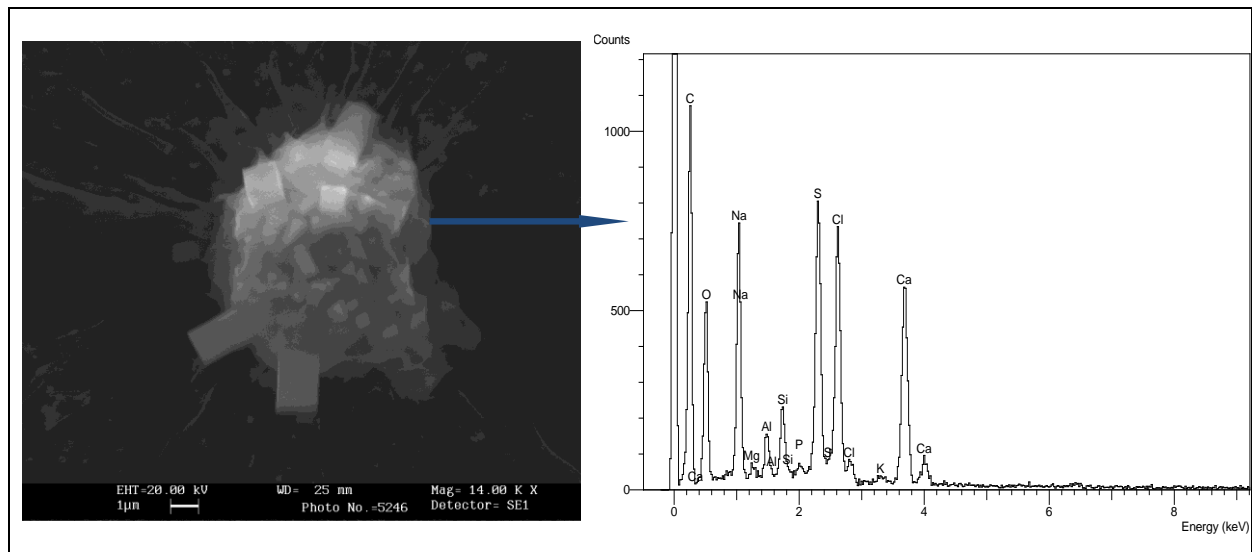 EHT=20.00 kV WD= 25 mm Mag= 14.00 K X
1µm Photo No.=5246 Detector= SE1
Counts
C
1000
S
Na
Cl
Ca
O
Na
500
Si
Al
P
Mg
Al
Si
S
Cl
K
Ca
Ca
0
0 2 4 6 8
Energy (keV)